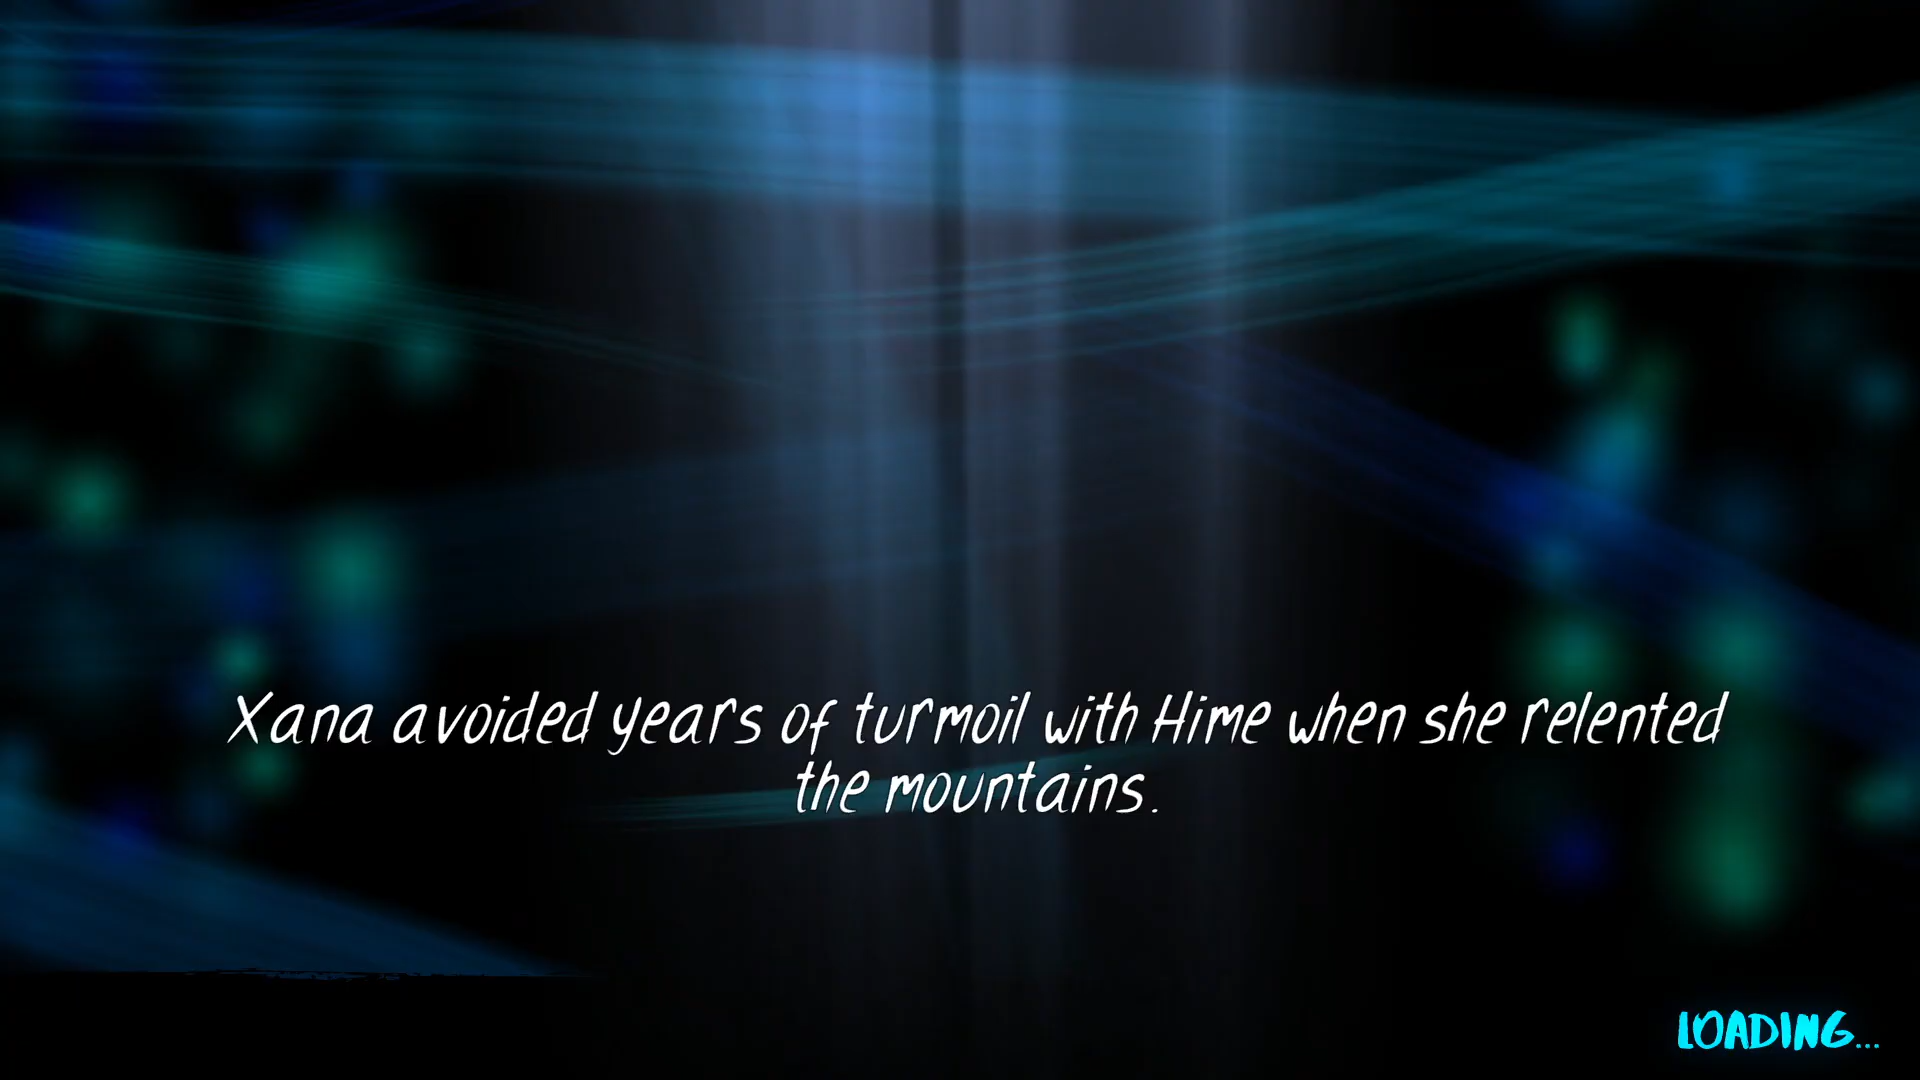 Xana avoided years of turmoil with Hime when she relented
the mountains.
LOADING...